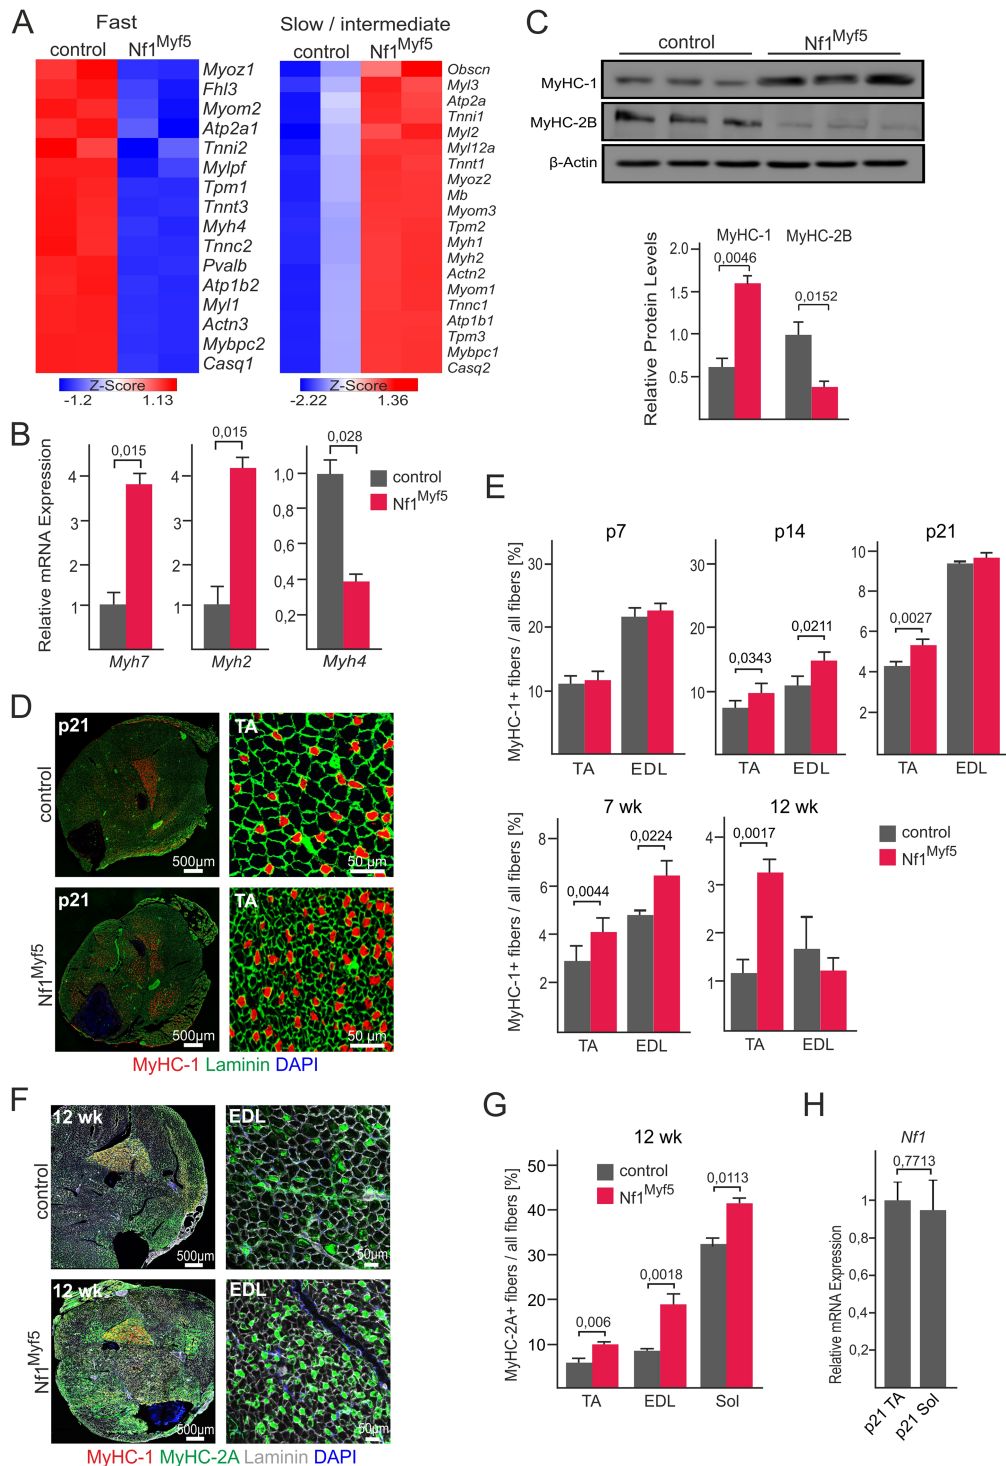 A
Fast
control Nf1Myf5
Myoz1
Fhl3
Myom2
Atp2a1
Tnni2
Mylpf
Tpm1
Tnnt3
Myh4
Tnnc2
Pvalb
Atp1b2
Myl1
Actn3
Mybpc2
Casq1
Z-Score
-1.2 1.13
Slow / intermediate
control Nf1Myf5
Obscn
Myl3
Atp2a
Tnni1
Myl2
Myl12a
Tnnt1
Myoz2
Mb
Myom3
Tpm2
Myh1
Myh2
Actn2
Myom1
Tnnc1
Atp1b1
Tpm3
Mybpc1
Casq2
Z-Score
-2.22 1.36
B
Relative mRNA Expression
0,015
4
3
2
1
Myh7
0,015
4
3
2
1
Myh2
0,028
1,0
0,8
0,6
0,4
0,2
Myh4
control
Nf1Myf5
C
control Nf1Myf5
MyHC-1
MyHC-2B
β-Actin
MyHC-1 MyHC-2B
Relative Protein Levels
2.0
1.5
1.0
0.5
0,0046
0,0152
D
control
p21
500µm
TA
50 µm
Nf1Myf5
p21
500µm
TA
50 µm
MyHC-1 Laminin DAPI
E
MyHC-1+ fibers / all fibers [%]
p7
30
20
10
TA EDL
p14
30
20
10
0,0343
0,0211
TA EDL
p21
10
8
6
4
2
0,0027
TA EDL
MyHC-1+ fibers / all fibers [%]
7 wk
8
6
4
2
0,0044
0,0224
TA EDL
12 wk
4
3
2
1
0,0017
TA EDL
control
Nf1Myf5
F
control
12 wk
500µm
EDL
50µm
Nf1Myf5
12 wk
500µm
EDL
50µm
MyHC-1 MyHC-2A Laminin DAPI
G
12 wk
MyHC-2A+ fibers / all fibers [%]
50
40
30
20
10
control
Nf1Myf5
0,006
0,0018
0,0113
TA EDL Sol
H
Nf1
0,7713
Relative mRNA Expression
1
0,8
0,6
0,4
0,2
p21 TA
p21 Sol